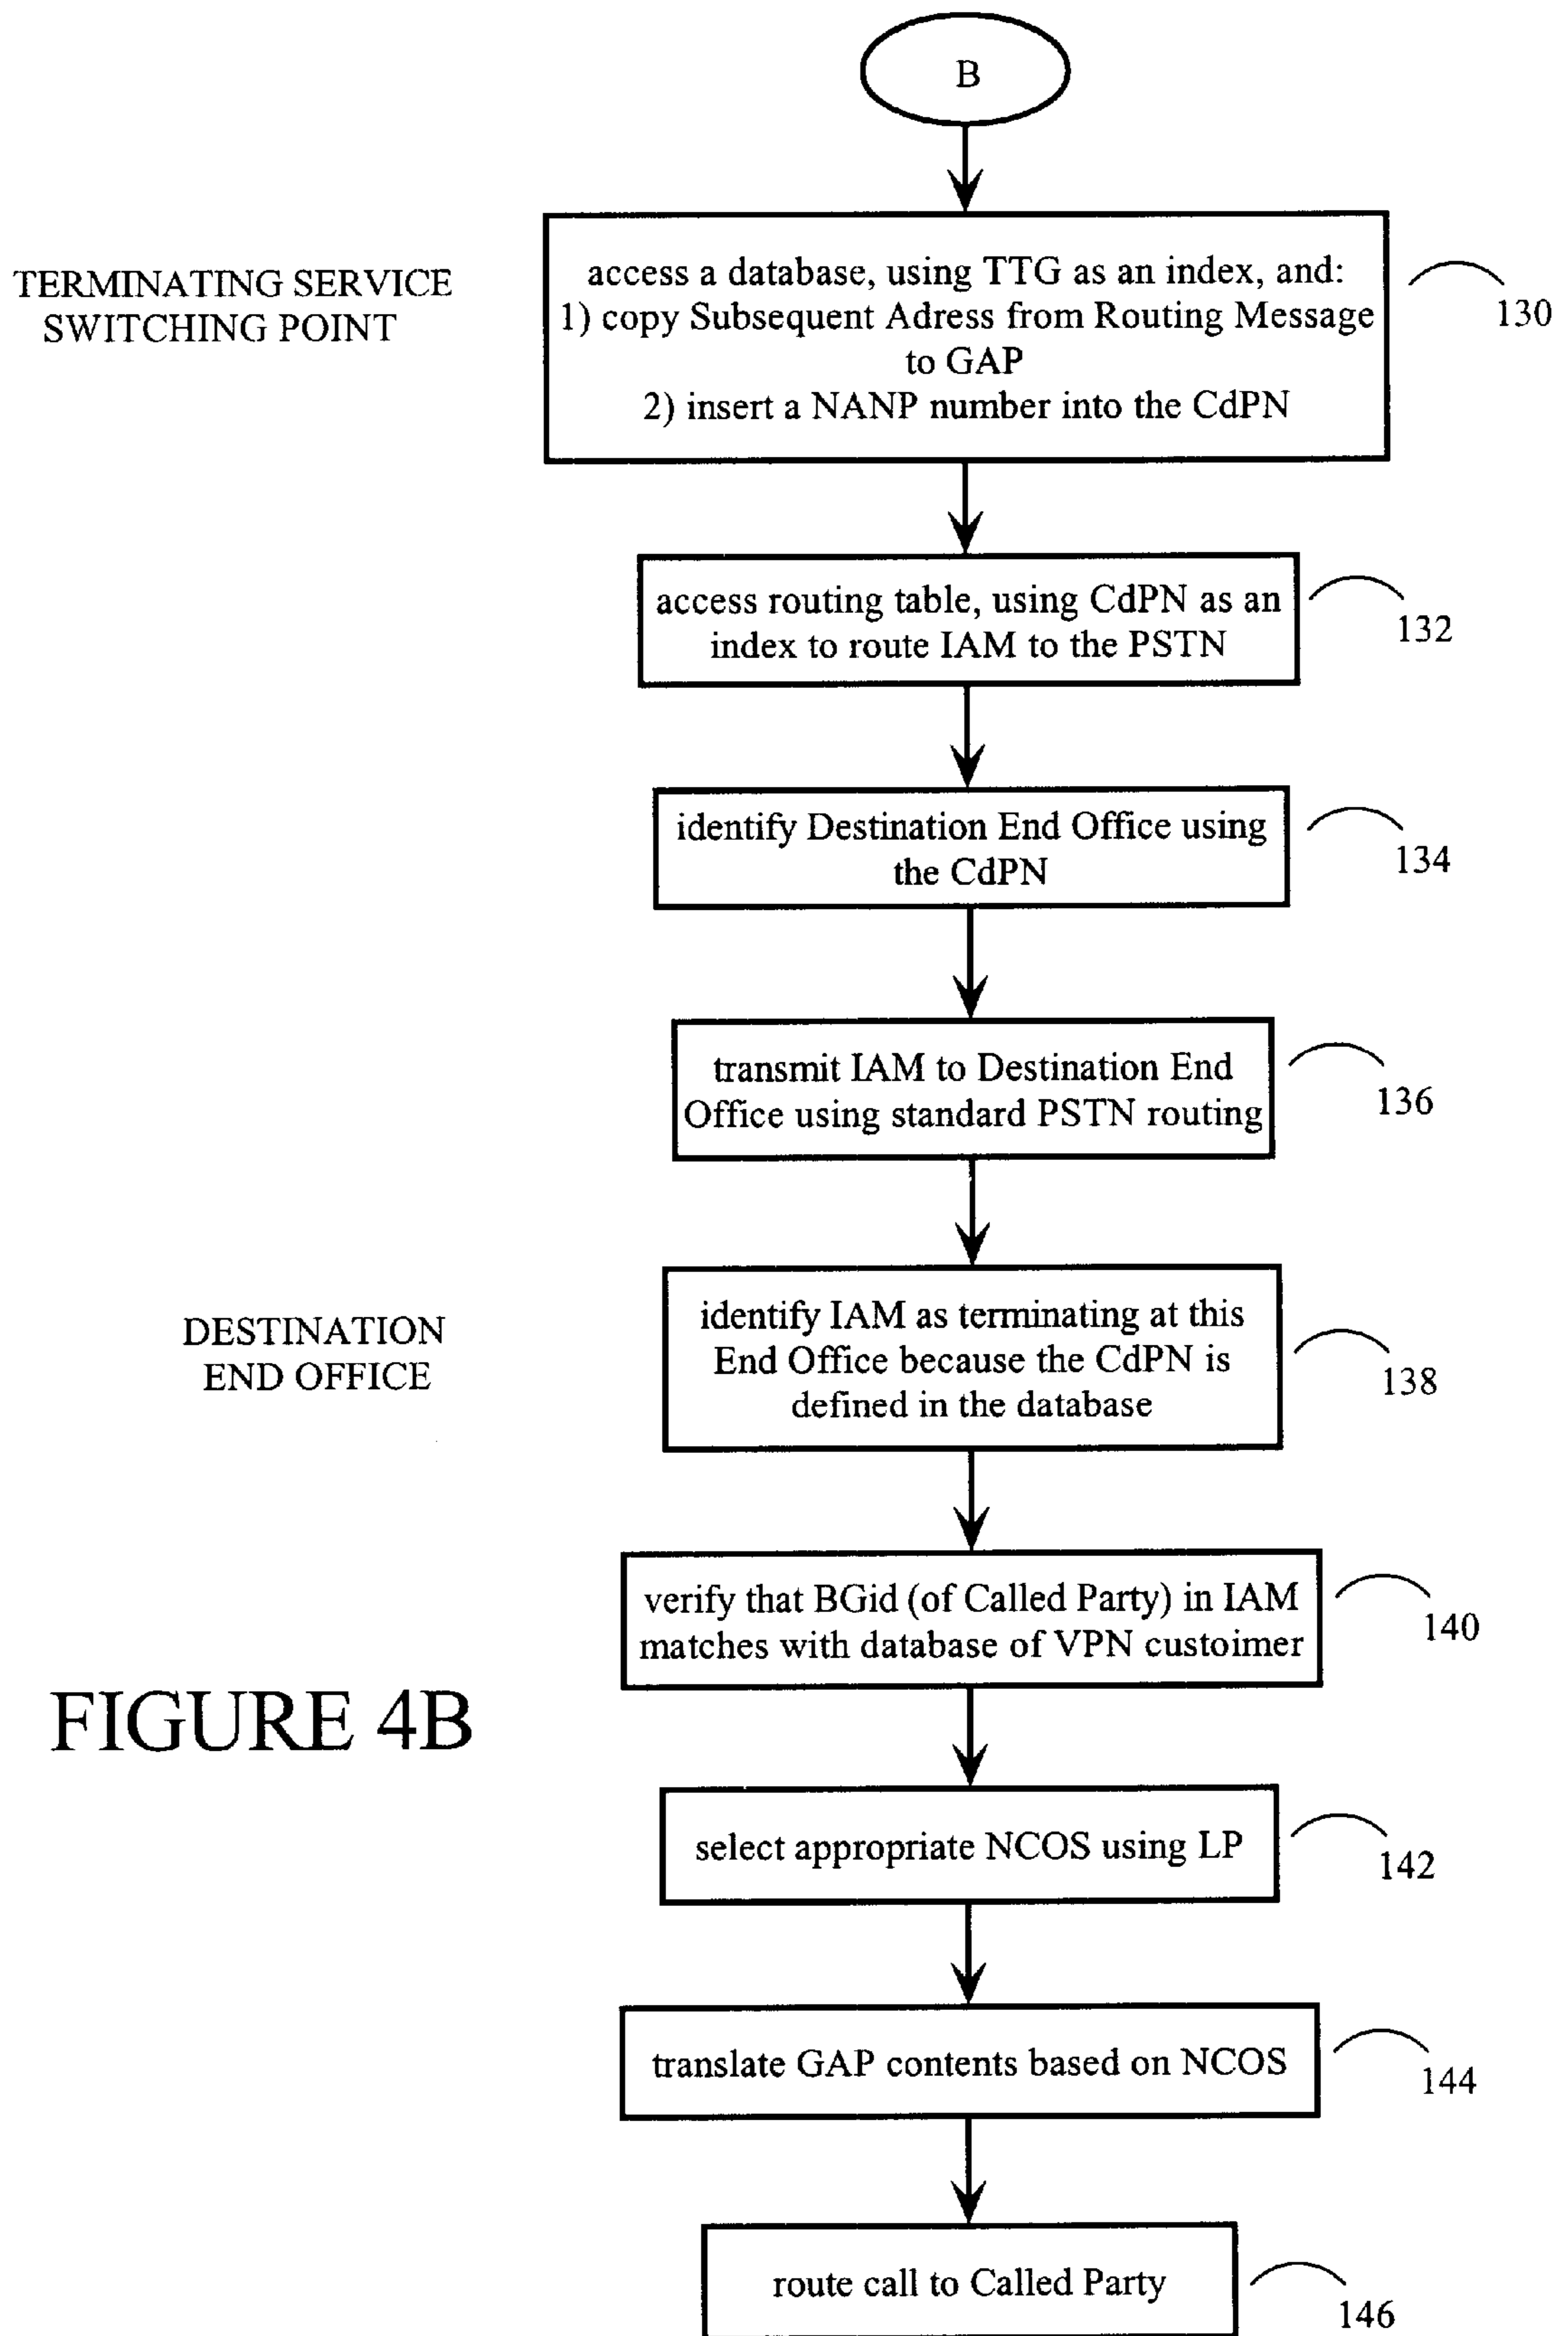 B
TERMINATING SERVICE
SWITCHING POINT
access a database, using TTG as an index, and:
1) copy Subsequent Adress from Routing Message
to GAP
2) insert a NANP number into the CdPN
130
access routing table, using CdPN as an
index to route IAM to the PSTN
132
identify Destination End Office using
the CdPN
134
transmit IAM to Destination End
Office using standard PSTN routing
136
DESTINATION
END OFFICE
identify IAM as terminating at this
End Office because the CdPN is
defined in the database
138
verify that BGid (of Called Party) in IAM
matches with database of VPN custoimer
140
FIGURE 4B
select appropriate NCOS using LP
142
translate GAP contents based on NCOS
144
route call to Called Party
146